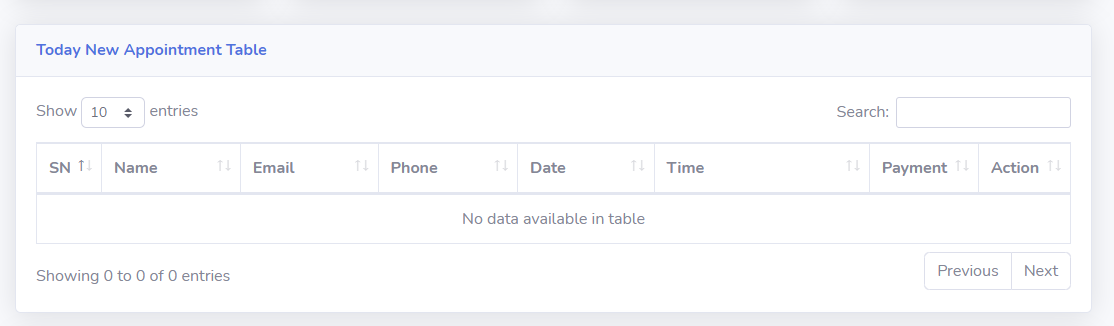 Today New Appointment Table
Show 10 entries Search:
SN Name Email Phone Date Time Payment Action
No data available in table
Showing 0 to 0 of 0 entries Previous Next